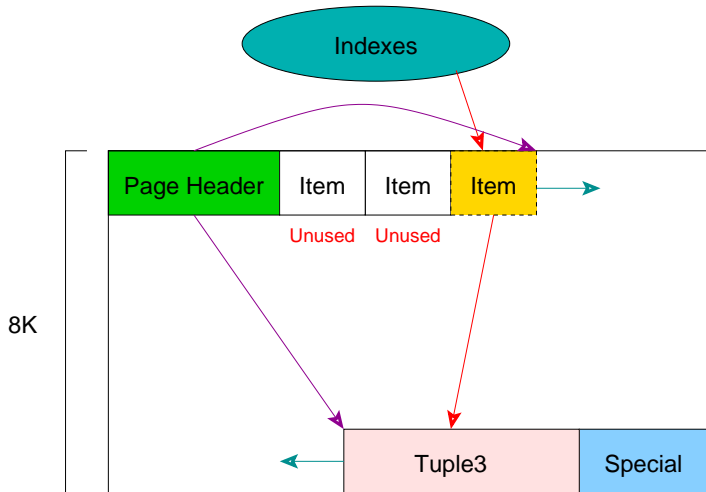 Indexes
Page Header Item Item Item
Unused Unused
8K
Tuple3 Special